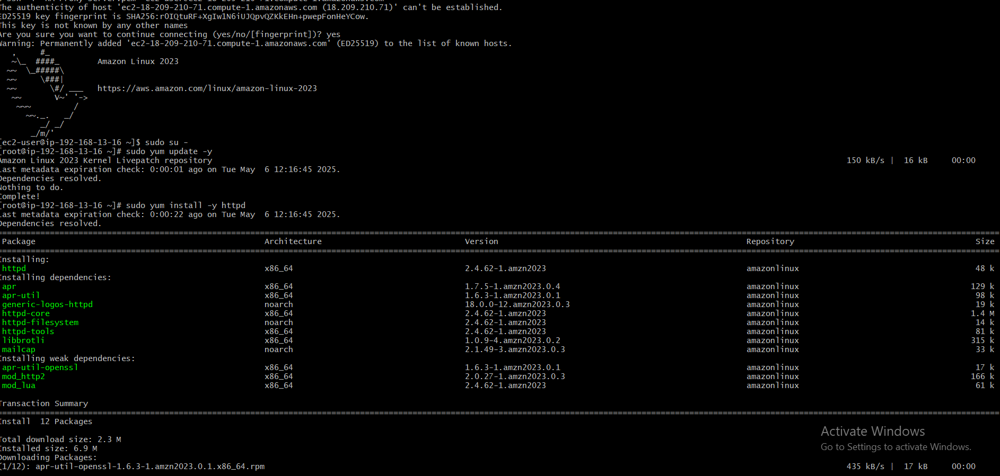 The authenticity of host 'ec2-18-209-210-71.compute-1.amazonaws.com (18.209.210.71)' can't be established.
ED25519 key fingerprint is SHA256:rOIQtuRF+XgIw1N6iUJQpvQZKkEHn+pwepFonHeYCow.
This key is not known by any other names
Are you sure you want to continue connecting (yes/no/[fingerprint])? yes
Warning: Permanently added 'ec2-18-209-210-71.compute-1.amazonaws.com' (ED25519) to the list of known hosts.
   ,     #_
   ~\_  ####_        Amazon Linux 2023
  ~~  \_#####\
  ~~     \###|
  ~~       \#/ ___   https://aws.amazon.com/linux/amazon-linux-2023
   ~~       V~' '->
    ~~~         /
      ~~._.   _/
         _/ _/
       _/m/'
[ec2-user@ip-192-168-13-16 ~]$ sudo su -
[root@ip-192-168-13-16 ~]# sudo yum update -y
Amazon Linux 2023 Kernel Livepatch repository 150 kB/s | 16 kB 00:00
Last metadata expiration check: 0:00:01 ago on Tue May  6 12:16:45 2025.
Dependencies resolved.
Nothing to do.
Complete!
[root@ip-192-168-13-16 ~]# sudo yum install -y httpd
Last metadata expiration check: 0:00:22 ago on Tue May  6 12:16:45 2025.
Dependencies resolved.
Package Architecture Version Repository Size
Installing:
httpd x86_64 2.4.62-1.amzn2023 amazonlinux 48 k
Installing dependencies:
apr x86_64 1.7.5-1.amzn2023.0.4 amazonlinux 129 k
apr-util x86_64 1.6.3-1.amzn2023.0.1 amazonlinux 98 k
generic-logos-httpd noarch 18.0.0-12.amzn2023.0.3 amazonlinux 19 k
httpd-core x86_64 2.4.62-1.amzn2023 amazonlinux 1.4 M
httpd-filesystem noarch 2.4.62-1.amzn2023 amazonlinux 14 k
httpd-tools x86_64 2.4.62-1.amzn2023 amazonlinux 81 k
libbrotli x86_64 1.0.9-4.amzn2023.0.2 amazonlinux 315 k
mailcap noarch 2.1.49-3.amzn2023.0.3 amazonlinux 33 k
Installing weak dependencies:
apr-util-openssl x86_64 1.6.3-1.amzn2023.0.1 amazonlinux 17 k
mod_http2 x86_64 2.0.27-1.amzn2023.0.3 amazonlinux 166 k
mod_lua x86_64 2.4.62-1.amzn2023 amazonlinux 61 k
Transaction Summary
Install  12 Packages
Total download size: 2.3 M
Installed size: 6.9 M
Downloading Packages:
(1/12): apr-util-openssl-1.6.3-1.amzn2023.0.1.x86_64.rpm 435 kB/s | 17 kB 00:00
Activate Windows
Go to Settings to activate Windows.